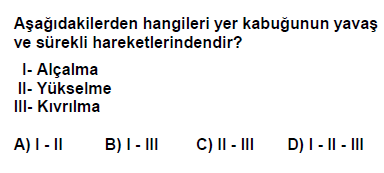 Aşağıdakilerden hangileri yer kabuğunun yavaş
ve sürekli hareketlerindendir?
I- Alçalma
II- Yükselme
III- Kıvrılma
A) I - II B) I - III C) II - III D) I - II - III